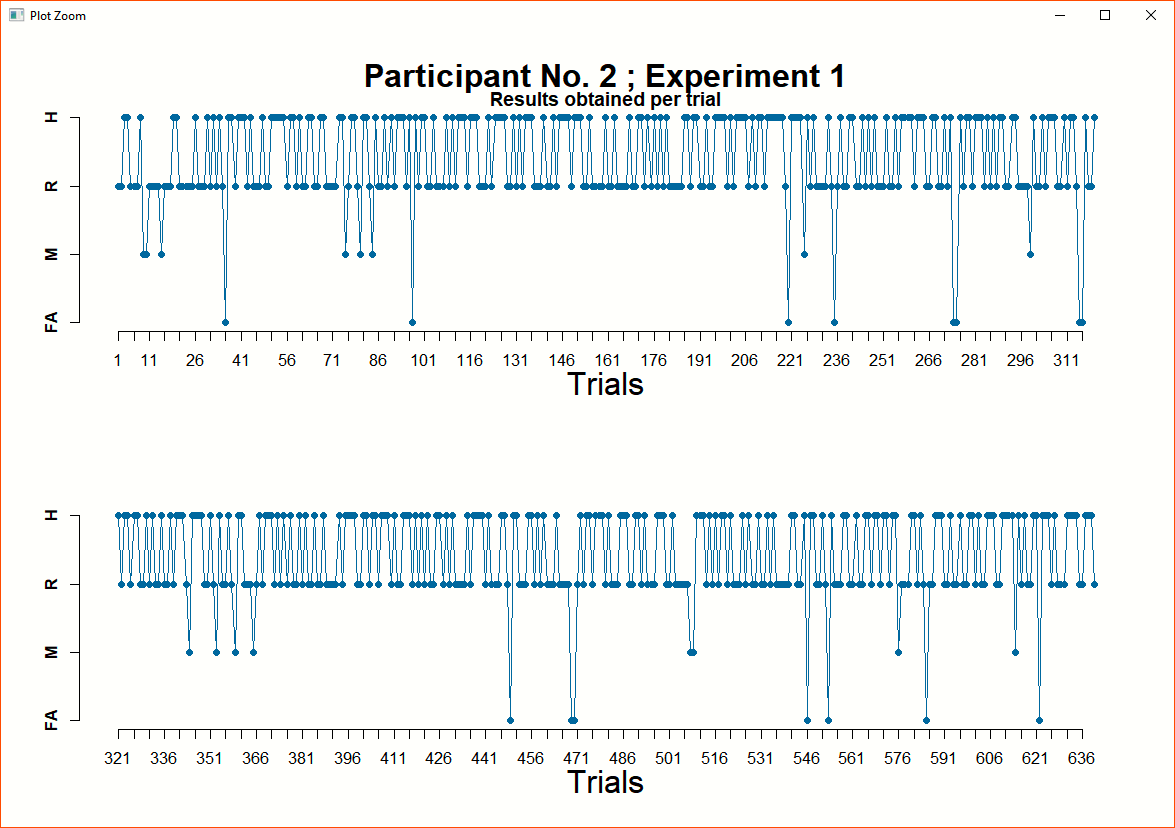 Plot Zoom
Participant No. 2 ; Experiment 1
Results obtained per trial
H
R
M
FA
1 11 26 41 56 71 86 101 116 131 146 161 176 191 206 221 236 251 266 281 296 311
Trials
H
R
M
FA
321 336 351 366 381 396 411 426 441 456 471 486 501 516 531 546 561 576 591 606 621 636
Trials